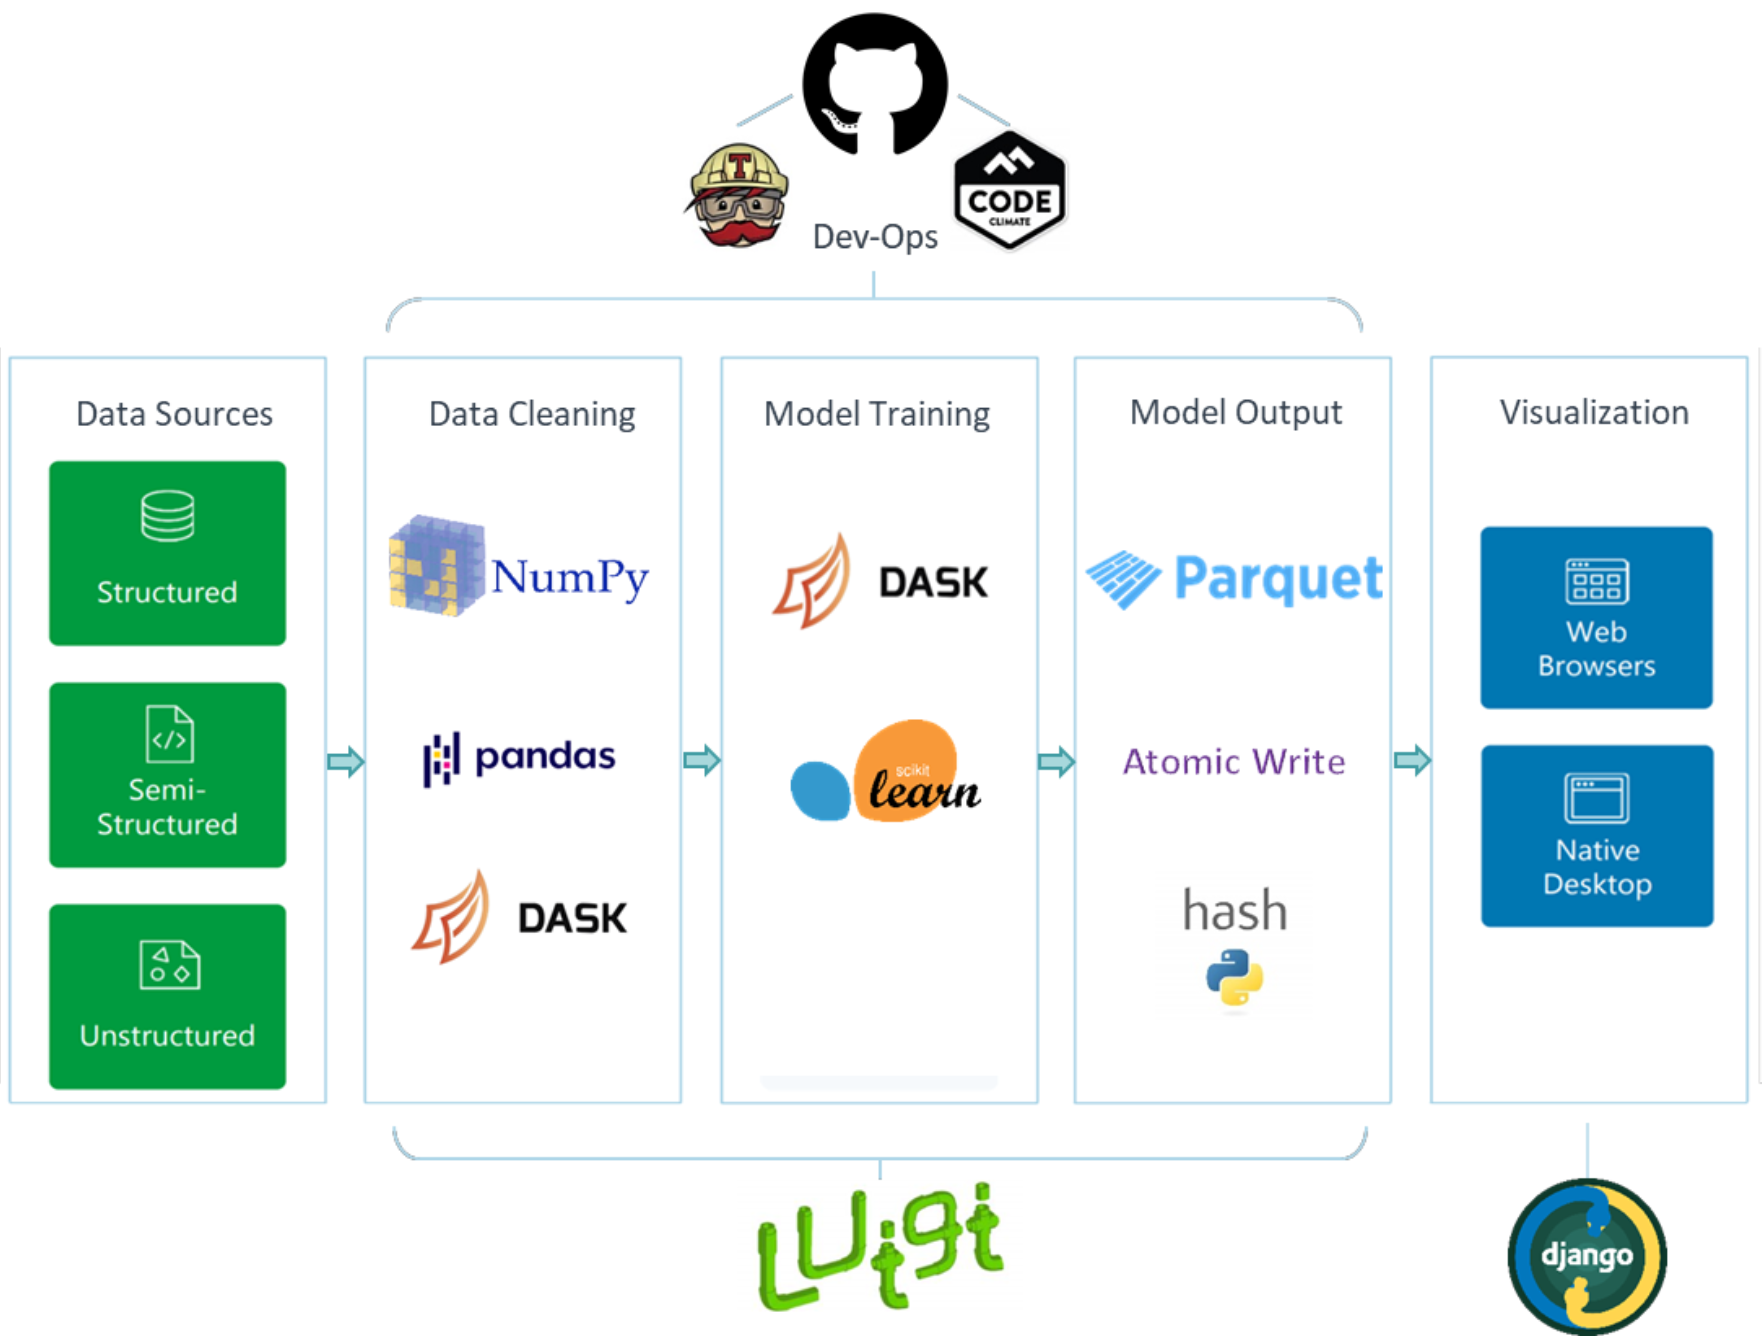 T
CODE
CLIMATE
Dev-Ops
Data Sources
Structured
Semi-
Structured
Unstructured
Data Cleaning
NumPy
pandas
DASK
Model Training
DASK
scikit
learn
Model Output
Parquet
Atomic Write
hash
Visualization
Web
Browsers
Native
Desktop
Luigi
django